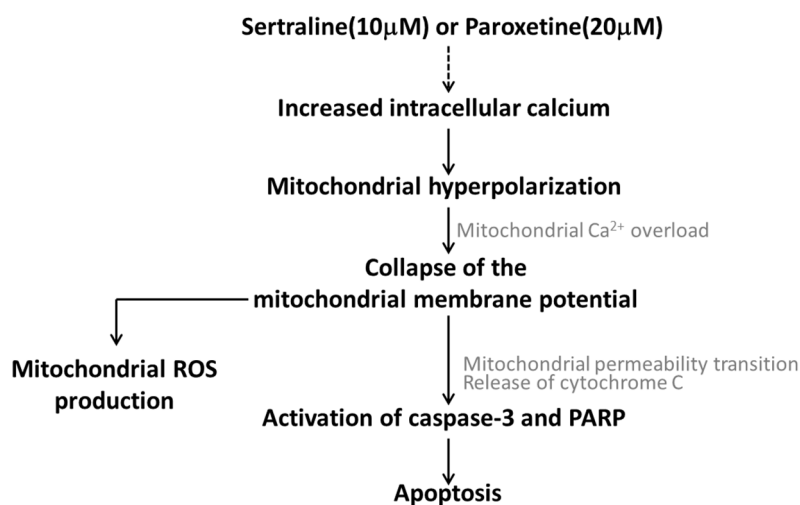 Sertraline(10μM) or Paroxetine(20μM)
Increased intracellular calcium
Mitochondrial hyperpolarization
Mitochondrial Ca²⁺ overload
Collapse of the
mitochondrial membrane potential
Mitochondrial ROS
production
Mitochondrial permeability transition
Release of cytochrome C
Activation of caspase-3 and PARP
Apoptosis